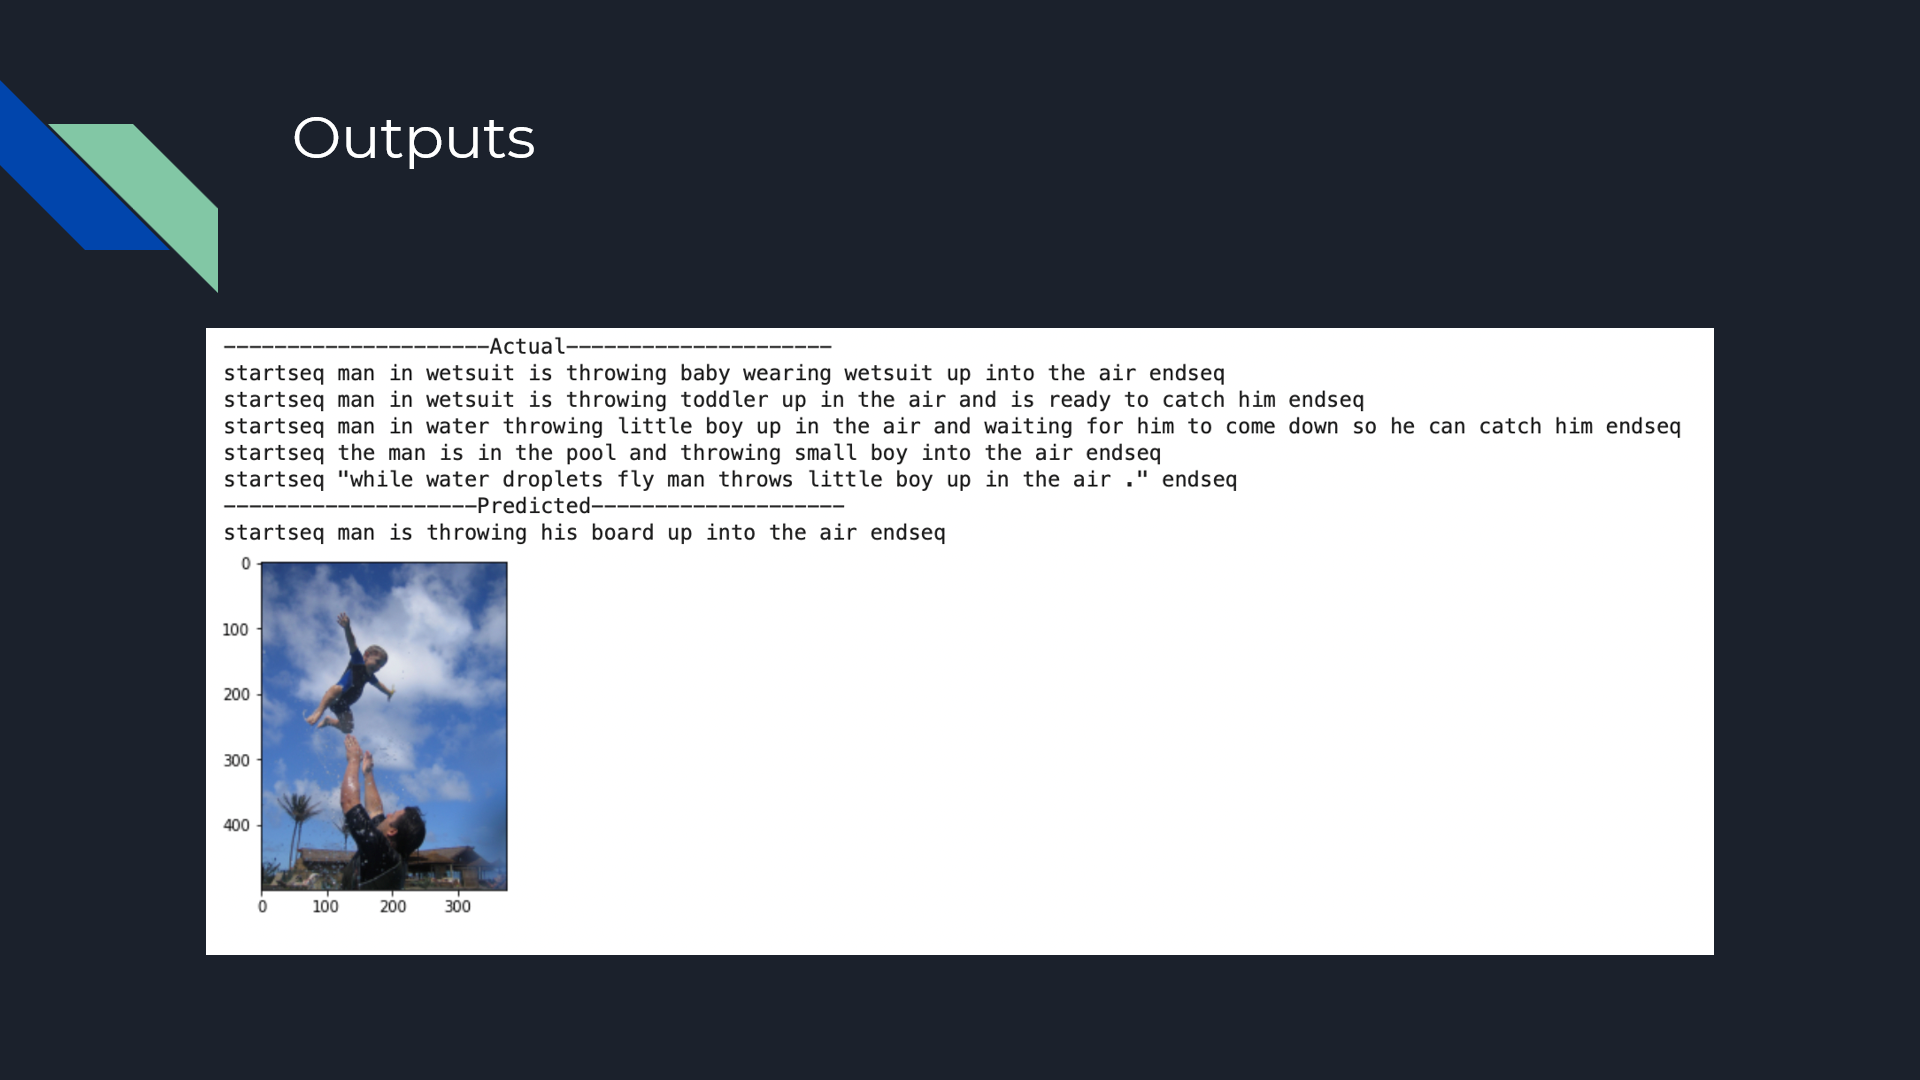 Outputs
---------------------Actual---------------------
startseq man in wetsuit is throwing baby wearing wetsuit up into the air endseq
startseq man in wetsuit is throwing toddler up in the air and is ready to catch him endseq
startseq man in water throwing little boy up in the air and waiting for him to come down so he can catch him endseq
startseq the man is in the pool and throwing small boy into the air endseq
startseq "while water droplets fly man throws little boy up in the air ." endseq
--------------------Predicted--------------------
startseq man is throwing his board up into the air endseq
0
100
200
300
400
0 100 200 300